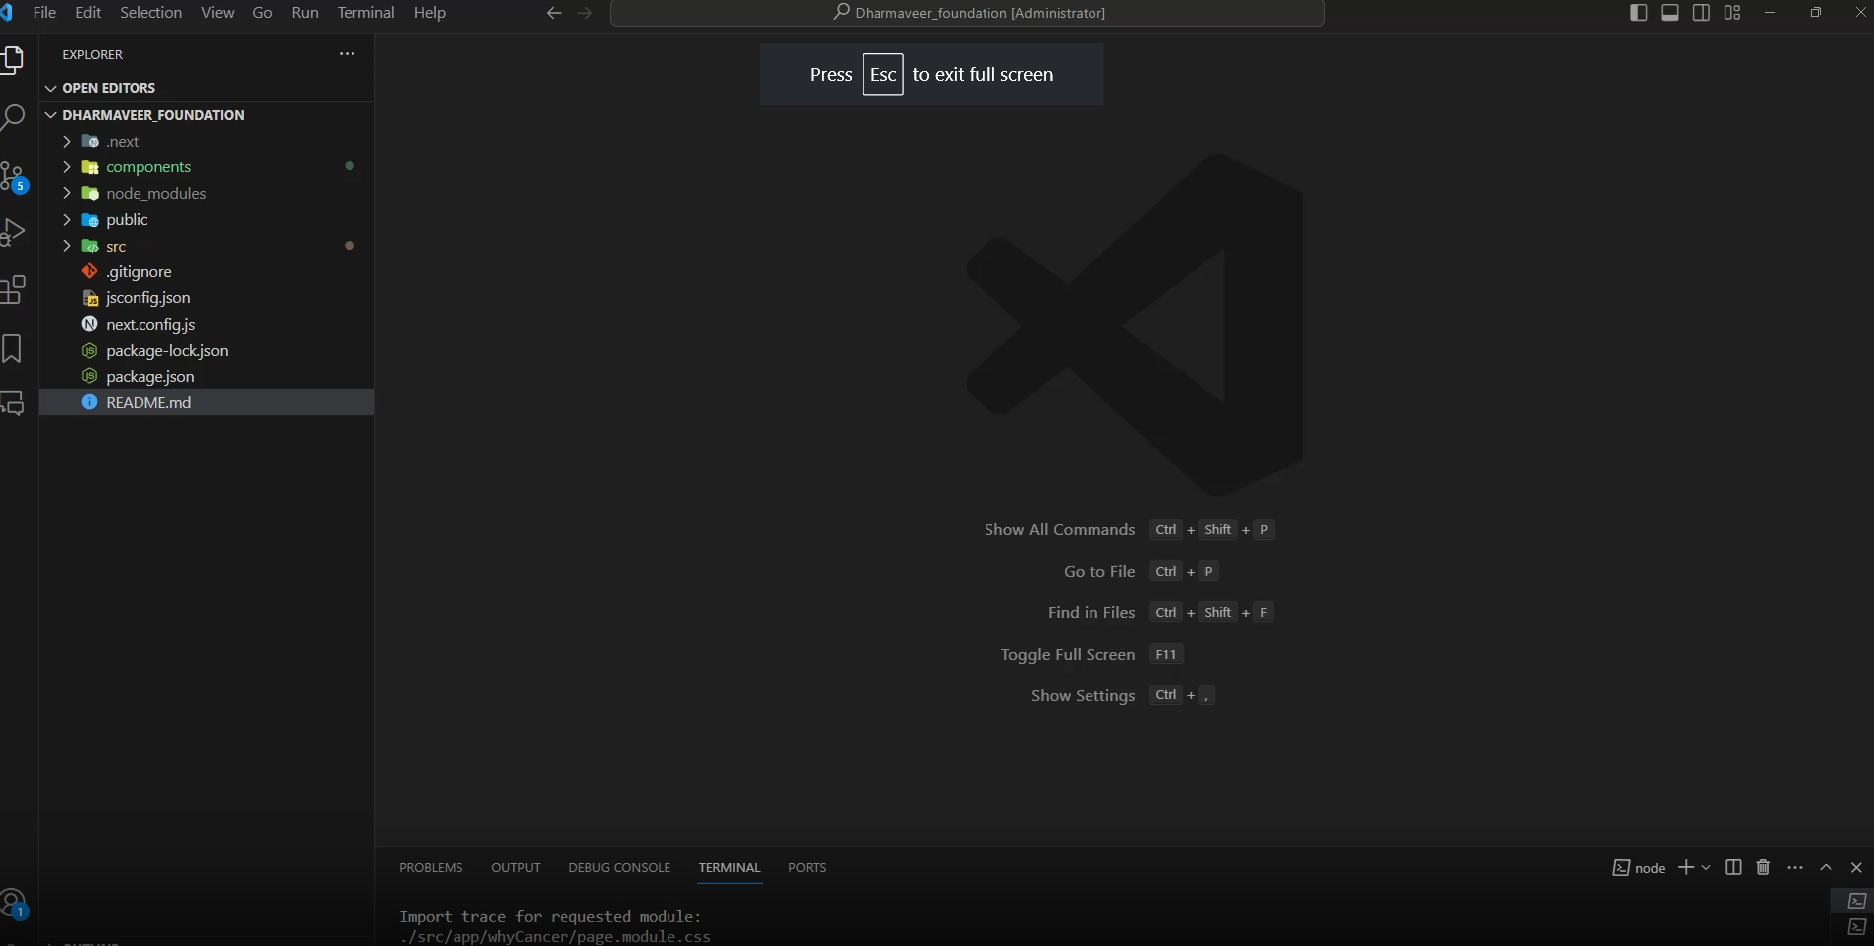 File Edit Selection View Go Run Terminal Help
Dharmaveer_foundation [Administrator]
EXPLORER
OPEN EDITORS
DHARMAVEER_FOUNDATION
.next
components
node_modules
public
src
.gitignore
jsconfig.json
next.config.js
package-lock.json
package.json
README.md
5
1
Press Esc to exit full screen
Show All Commands Ctrl + Shift + P
Go to File Ctrl + P
Find in Files Ctrl + Shift + F
Toggle Full Screen F11
Show Settings Ctrl + ,
PROBLEMS OUTPUT DEBUG CONSOLE TERMINAL PORTS
node
Import trace for requested module:
./src/app/whyCancer/page.module.css